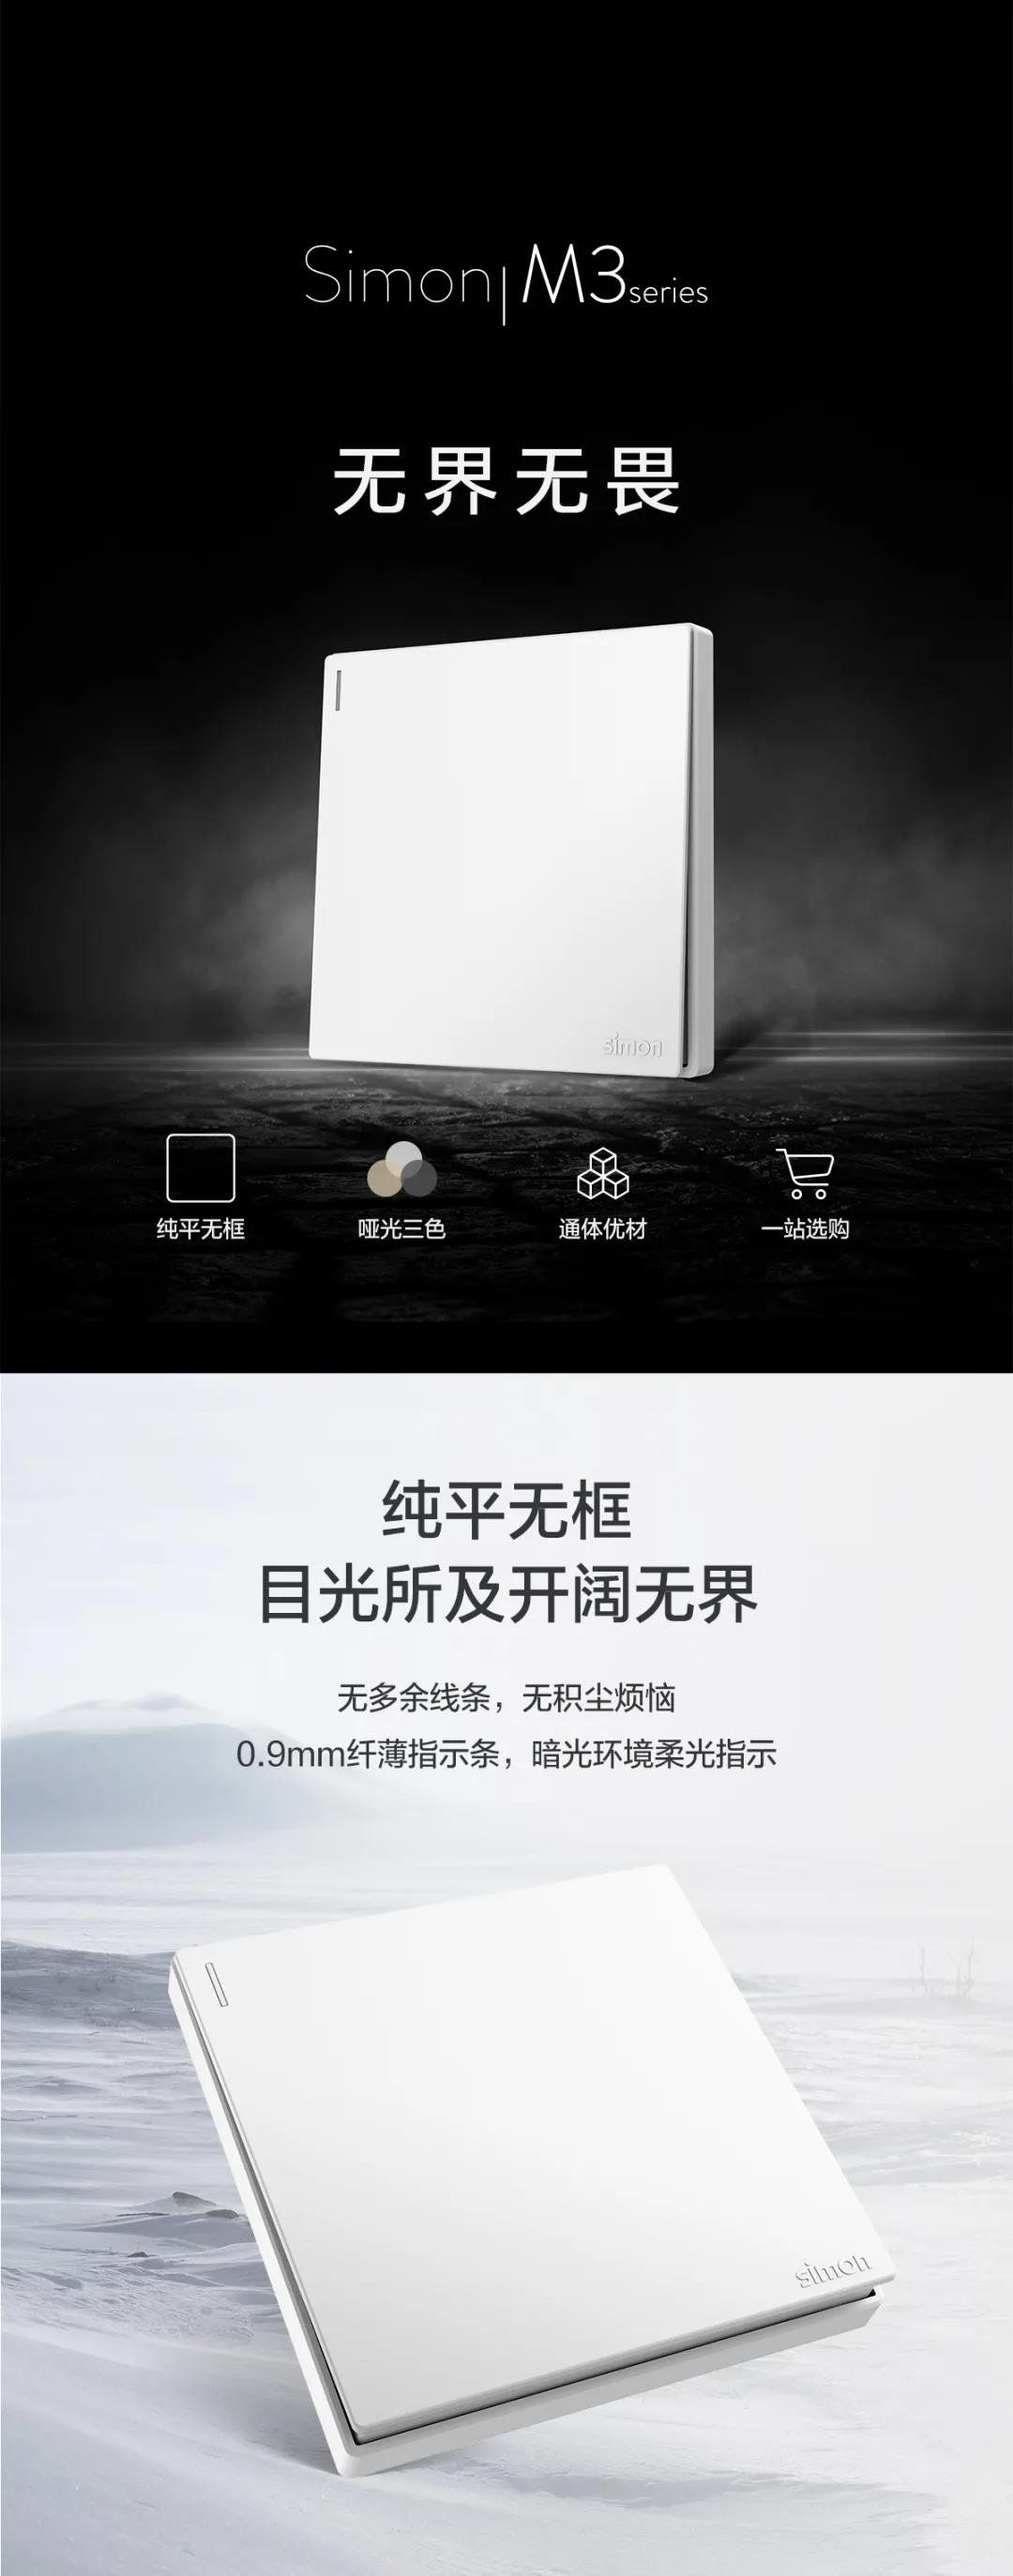 Simon|M3series
无界无畏
simon
纯平无框 哑光三色 通体优材 一站选购
纯平无框
目光所及开阔无界
无多余线条，无积尘烦恼
0.9mm纤薄指示条，暗光环境柔光指示
simon